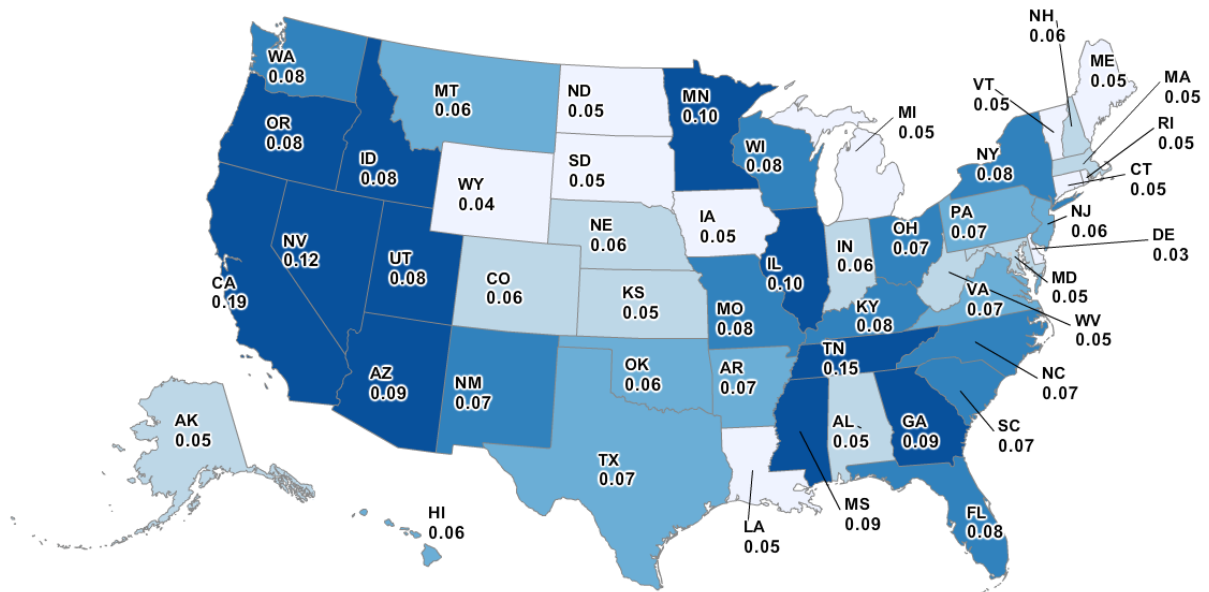 NH
0.06
WA
0.08
ME
0.05
MA
0.05
VT
0.05
MT
0.06
ND
0.05
MN
0.10
MI
0.05
RI
0.05
OR
0.08
WI
0.08
NY
0.08
CT
0.05
ID
0.08
SD
0.05
WY
0.04
PA
0.07
NJ
0.06
IA
0.05
NE
0.06
OH
0.07
DE
0.03
NV
0.12
UT
0.08
IN
0.06
IL
0.10
MD
0.05
CA
0.19
CO
0.06
KS
0.05
VA
0.07
MO
0.08
KY
0.08
WV
0.05
TN
0.15
NC
0.07
AZ
0.09
NM
0.07
OK
0.06
AR
0.07
AK
0.05
AL
0.05
GA
0.09
SC
0.07
TX
0.07
MS
0.09
HI
0.06
LA
0.05
FL
0.08